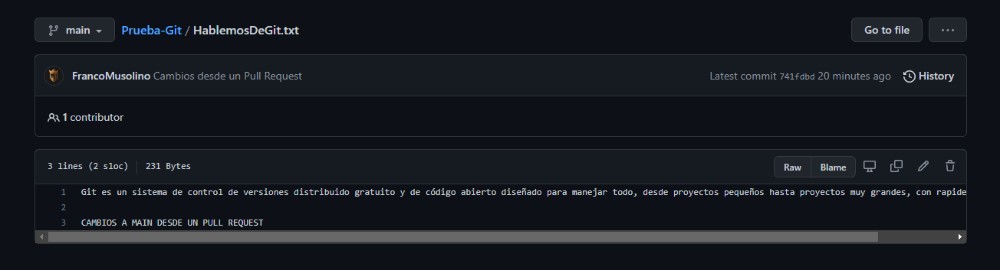 main
Prueba-Git / HablemosDeGit.txt
Go to file
...
FrancoMusolino Cambios desde un Pull Request
Latest commit 741fdbd 20 minutes ago
History
1 contributor
3 lines (2 sloc)
231 Bytes
Raw
Blame
1 Git es un sistema de control de versiones distribuido gratuito y de código abierto diseñado para manejar todo, desde proyectos pequeños hasta proyectos muy grandes, con rapide
2
3 CAMBIOS A MAIN DESDE UN PULL REQUEST